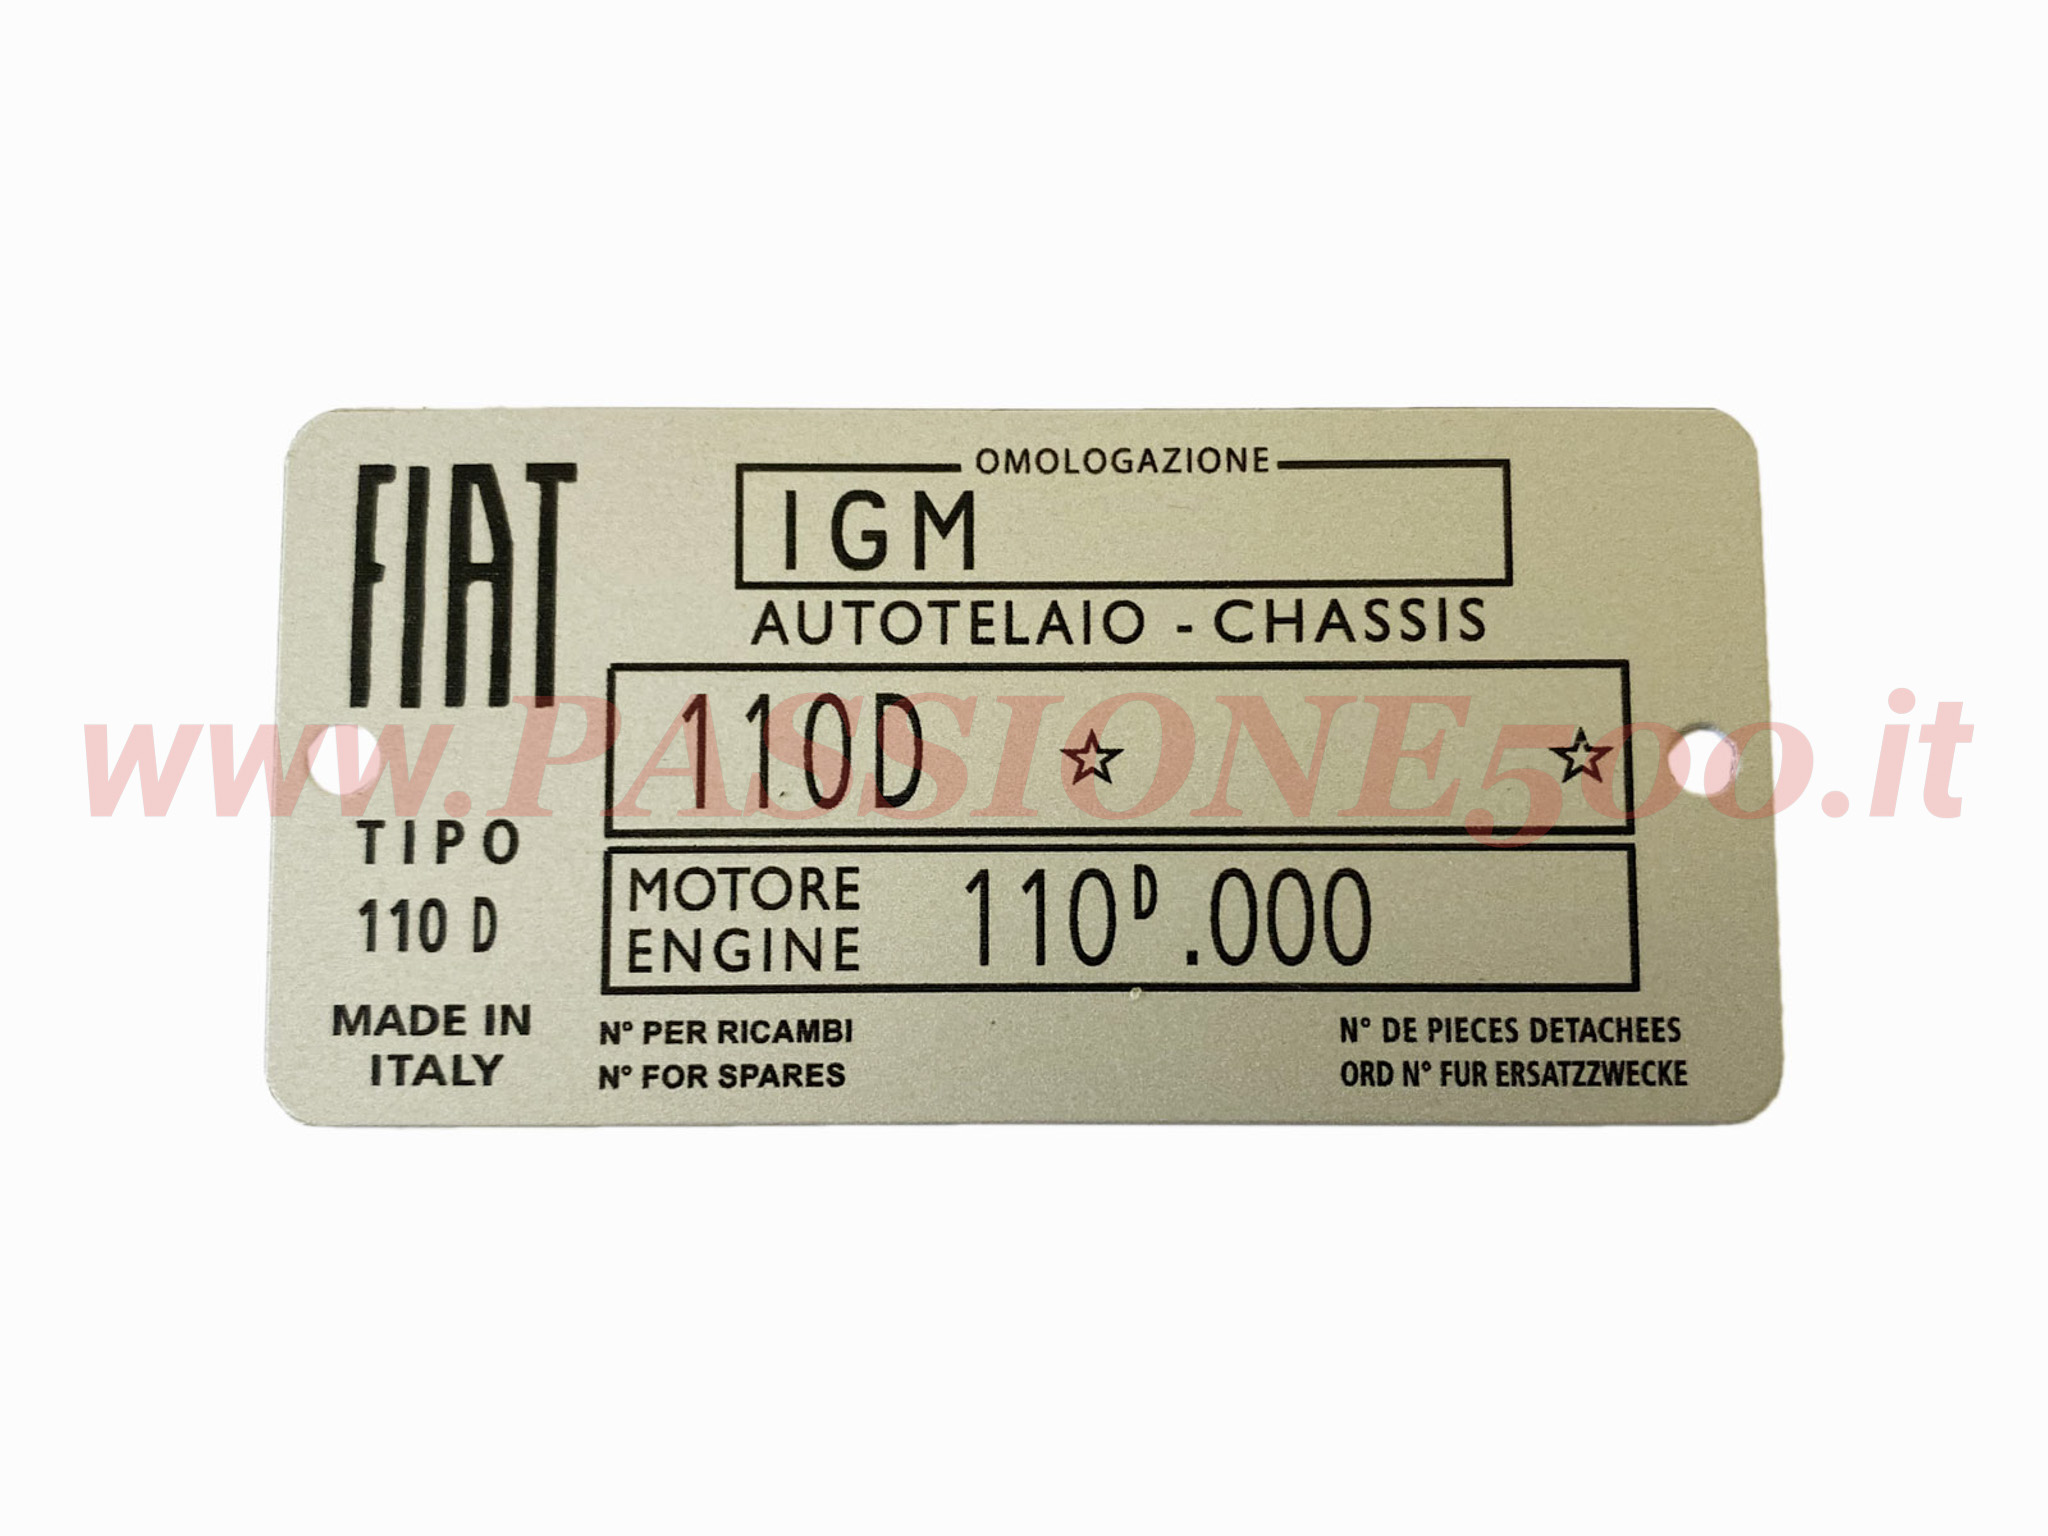 FIAT
OMOLOGAZIONE
IGM
AUTOTELAIO - CHASSIS
110D ☆ ☆
www.PASSIONE500.it
TIPO
110 D
MOTORE
ENGINE
110ᴰ.000
MADE IN
ITALY
N° PER RICAMBI
N° FOR SPARES
N° DE PIECES DETACHEES
ORD N° FUR ERSATZZWECKE